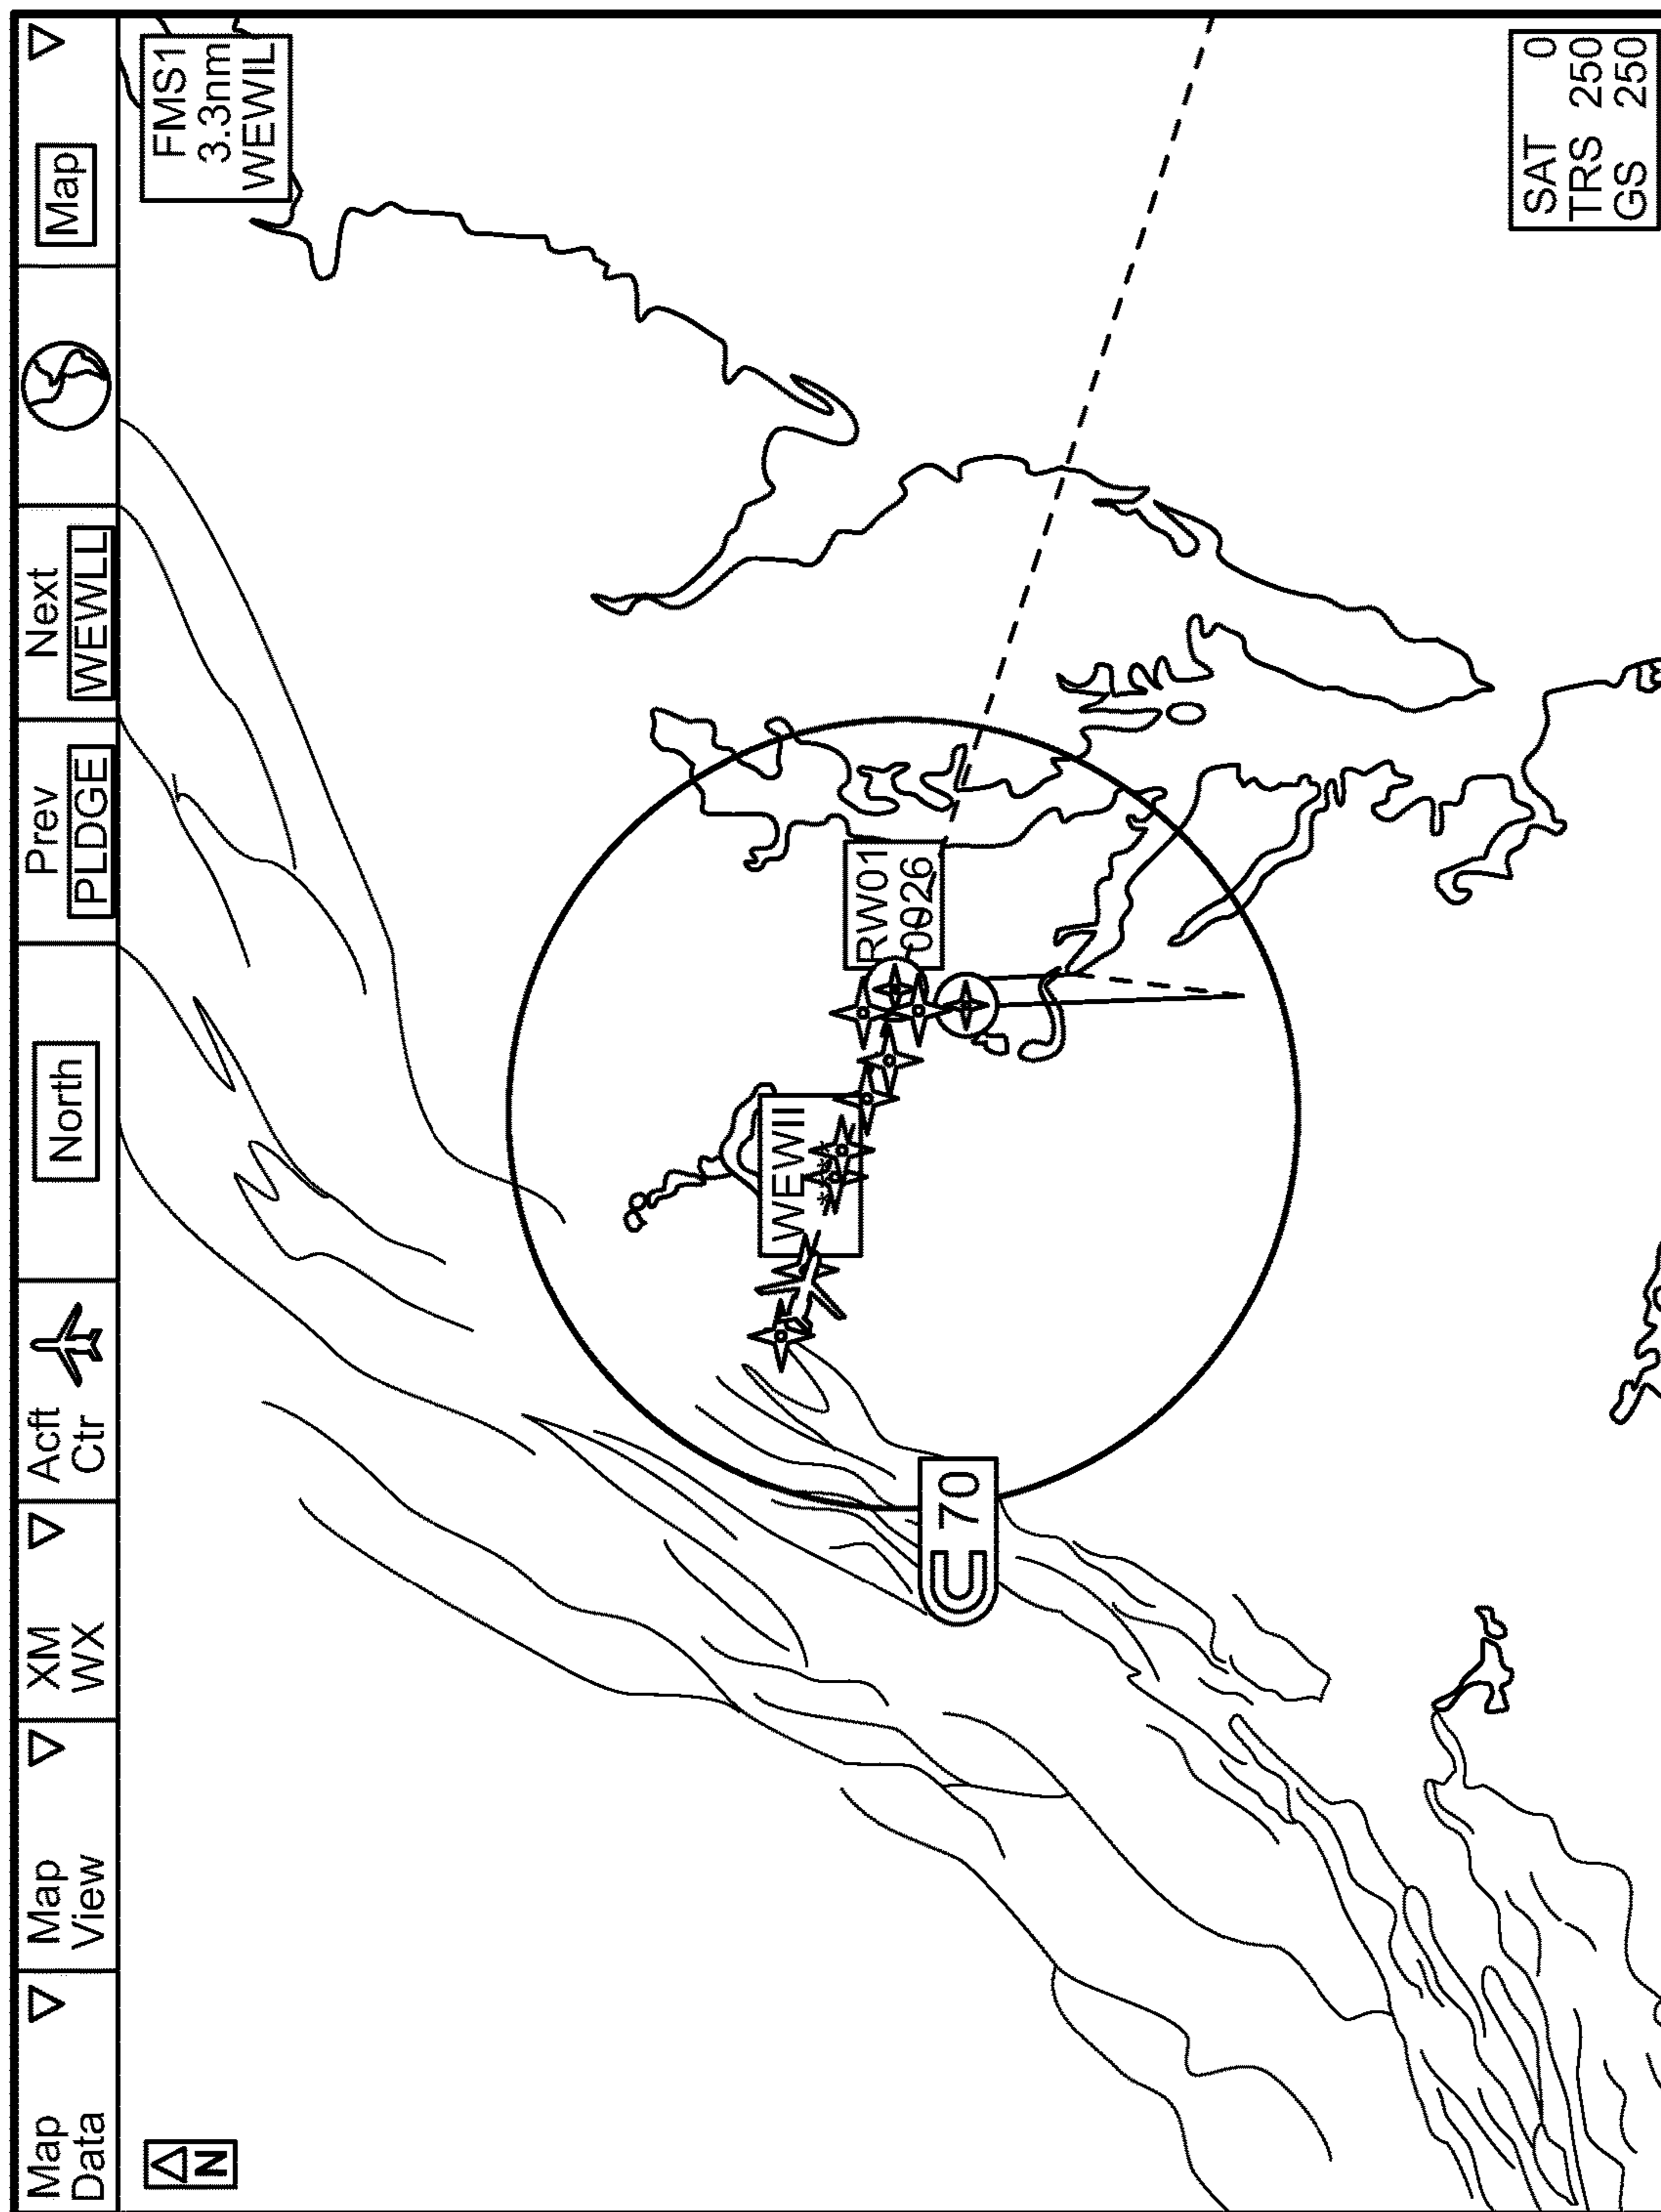 Map
Data
Map
View
XM
WX
Acft
Ctr
North
Prev
PLDGE
Next
WEWLL
Map
N
FMS1
3.3nm
WEWIL
WEWII
RW01
0026
70
SAT 0
TRS 250
GS 250